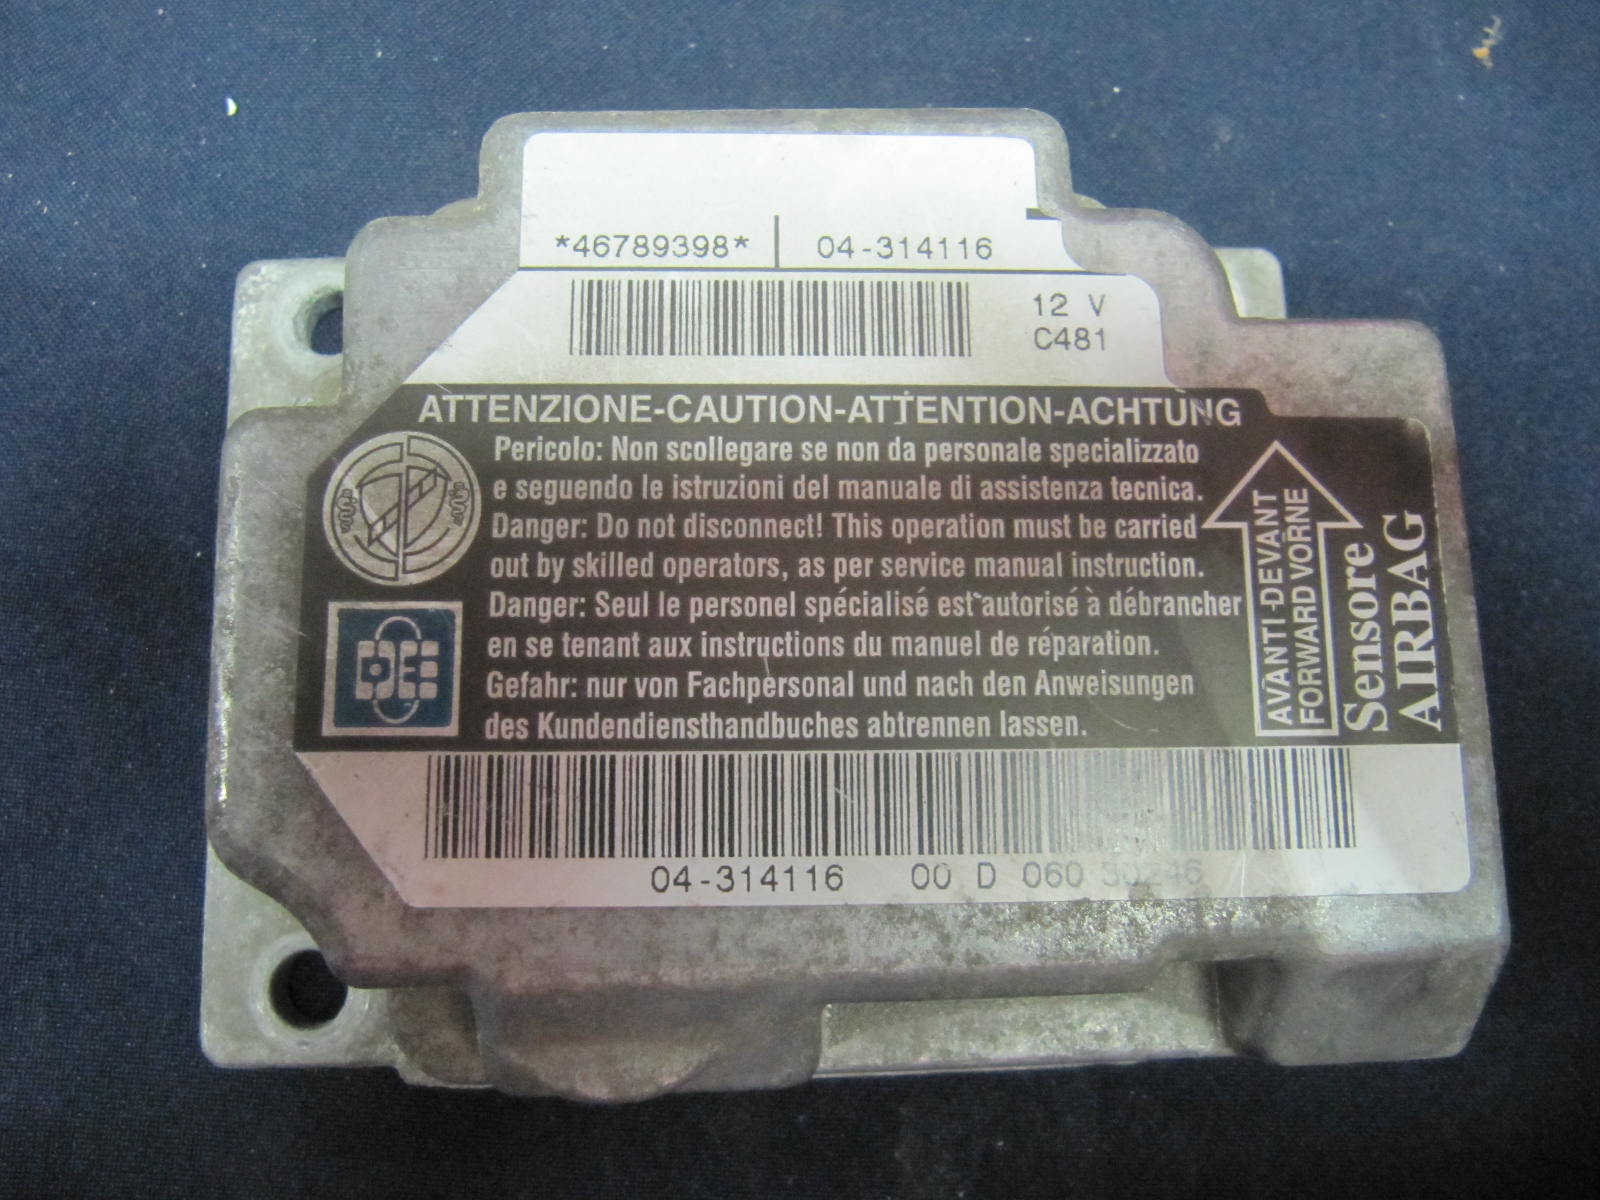 *46789398* 04-314116
12 V
C481
ATTENZIONE-CAUTION-ATTENTION-ACHTUNG
Pericolo: Non scollegare se non da personale specializzato
e seguendo le istruzioni del manuale di assistenza tecnica.
Danger: Do not disconnect! This operation must be carried
out by skilled operators, as per service manual instruction.
Danger: Seul le personel spécialisé est autorisé à débrancher
en se tenant aux instructions du manuel de réparation.
Gefahr: nur von Fachpersonal und nach den Anweisungen
des Kundendiensthandbuches abtrennen lassen.
AVANTI-DEVANT
FORWARD VORNE
Sensore
AIRBAG
04-314116 00 D 060 30246